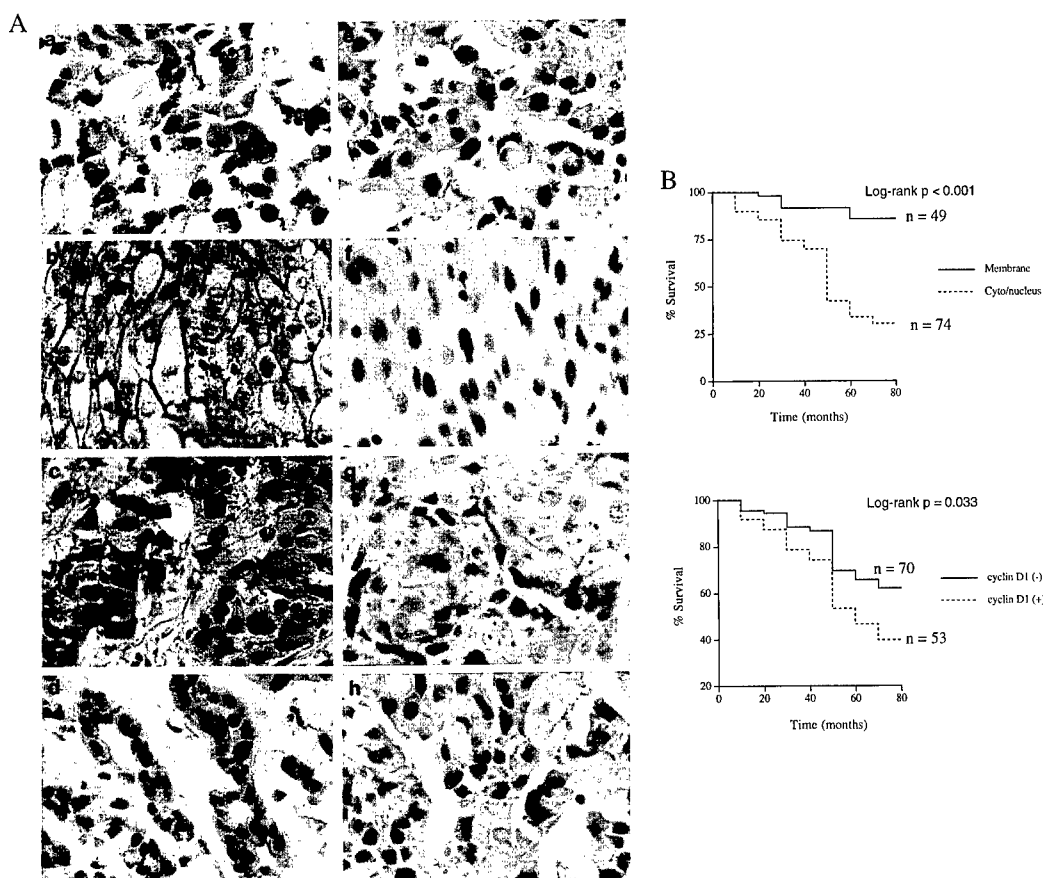 A
a
e
b
f
c
g
d
h
B
Log-rank p < 0.001
n = 49
n = 74
Membrane
Cyto/nucleus
% Survival
100
75
50
25
0
0 20 40 60 80
Time (months)
Log-rank p = 0.033
n = 70
n = 53
cyclin D1 (-)
cyclin D1 (+)
% Survival
100
80
60
40
20
0 20 40 60 80
Time (months)